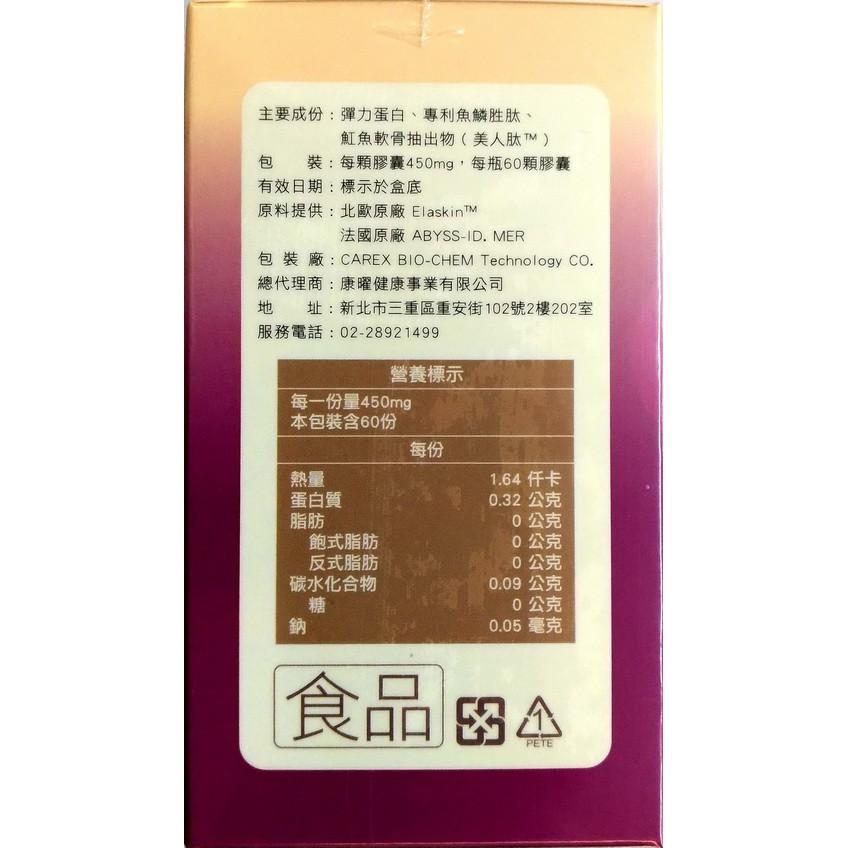 主要成份：彈力蛋白、專利魚鱗胜肽、
魟魚軟骨抽出物（美人肽™）
包　　裝：每顆膠囊450mg，每瓶60顆膠囊
有效日期：標示於盒底
原料提供：北歐原廠 Elaskin™
法國原廠 ABYSS-ID. MER
包 裝 廠：CAREX BIO-CHEM Technology CO.
總代理商：康曜健康事業有限公司
地　　址：新北市三重區重安街102號2樓202室
服務電話：02-28921499
營養標示
每一份量450mg
本包裝含60份
每份
熱量 1.64 仟卡
蛋白質 0.32 公克
脂肪 0 公克
飽式脂肪 0 公克
反式脂肪 0 公克
碳水化合物 0.09 公克
糖 0 公克
鈉 0.05 毫克
食品
1
PETE